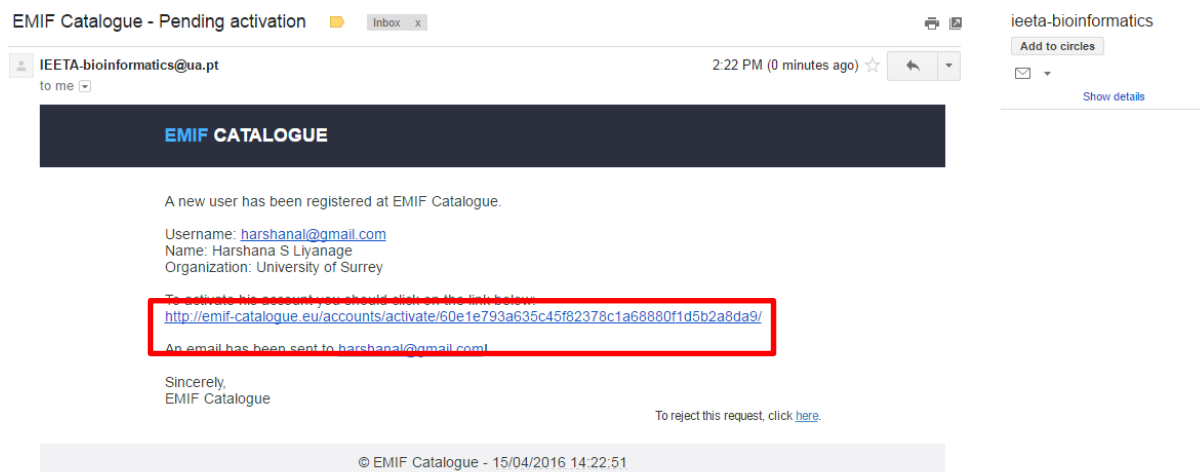 EMIF Catalogue - Pending activation
Inbox x
IEETA-bioinformatics@ua.pt
2:22 PM (0 minutes ago)
to me
EMIF CATALOGUE
A new user has been registered at EMIF Catalogue.
Username: harshanal@gmail.com
Name: Harshana S Liyanage
Organization: University of Surrey
To activate his account you should click on the link below:
http://emif-catalogue.eu/accounts/activate/60e1e793a635c45f82378c1a68880f1d5b2a8da9/
An email has been sent to harshanal@gmail.com!
Sincerely,
EMIF Catalogue
To reject this request, click here.
© EMIF Catalogue - 15/04/2016 14:22:51
ieeta-bioinformatics
Add to circles
Show details